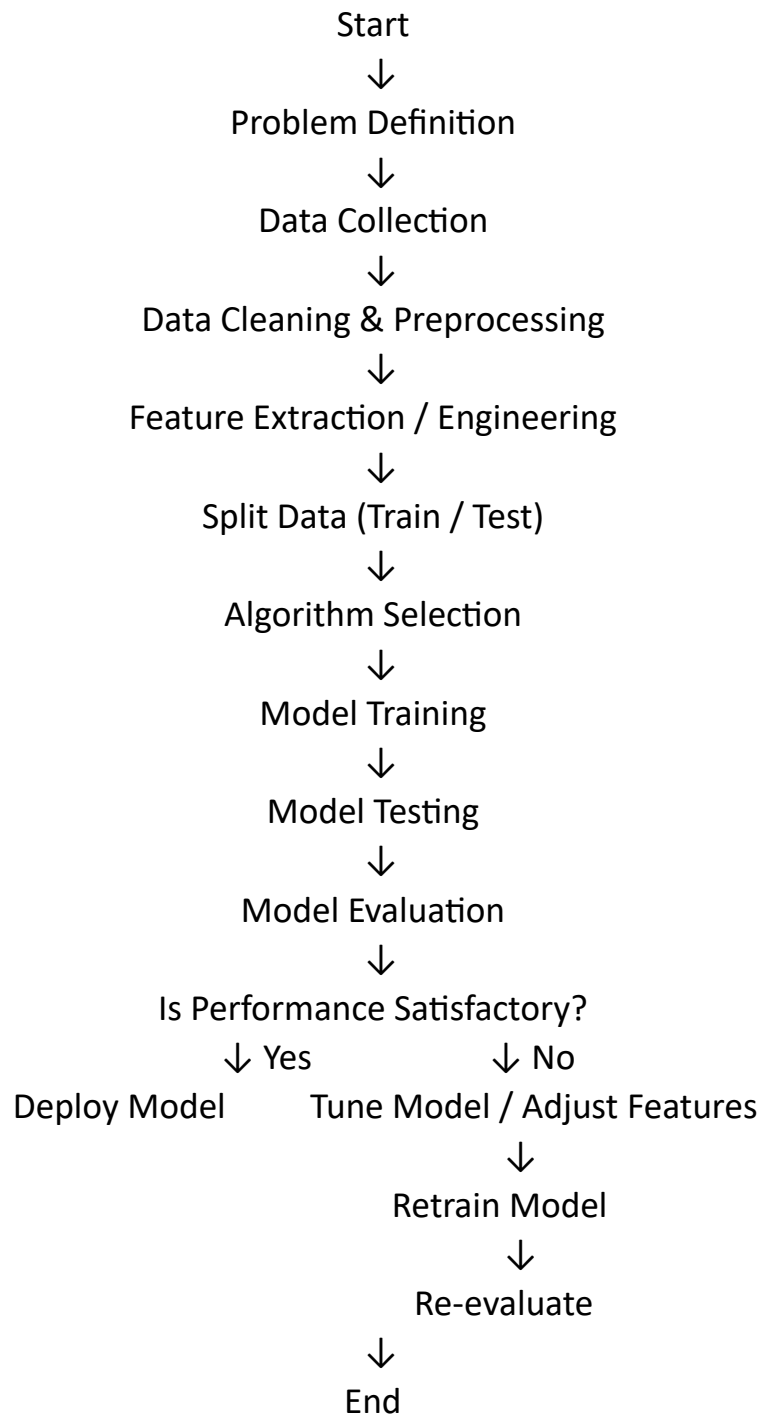 Start
↓
Problem Definition
↓
Data Collection
↓
Data Cleaning & Preprocessing
↓
Feature Extraction / Engineering
↓
Split Data (Train / Test)
↓
Algorithm Selection
↓
Model Training
↓
Model Testing
↓
Model Evaluation
↓
Is Performance Satisfactory?
↓ Yes ↓ No
Deploy Model Tune Model / Adjust Features
↓
Retrain Model
↓
Re-evaluate
↓
End